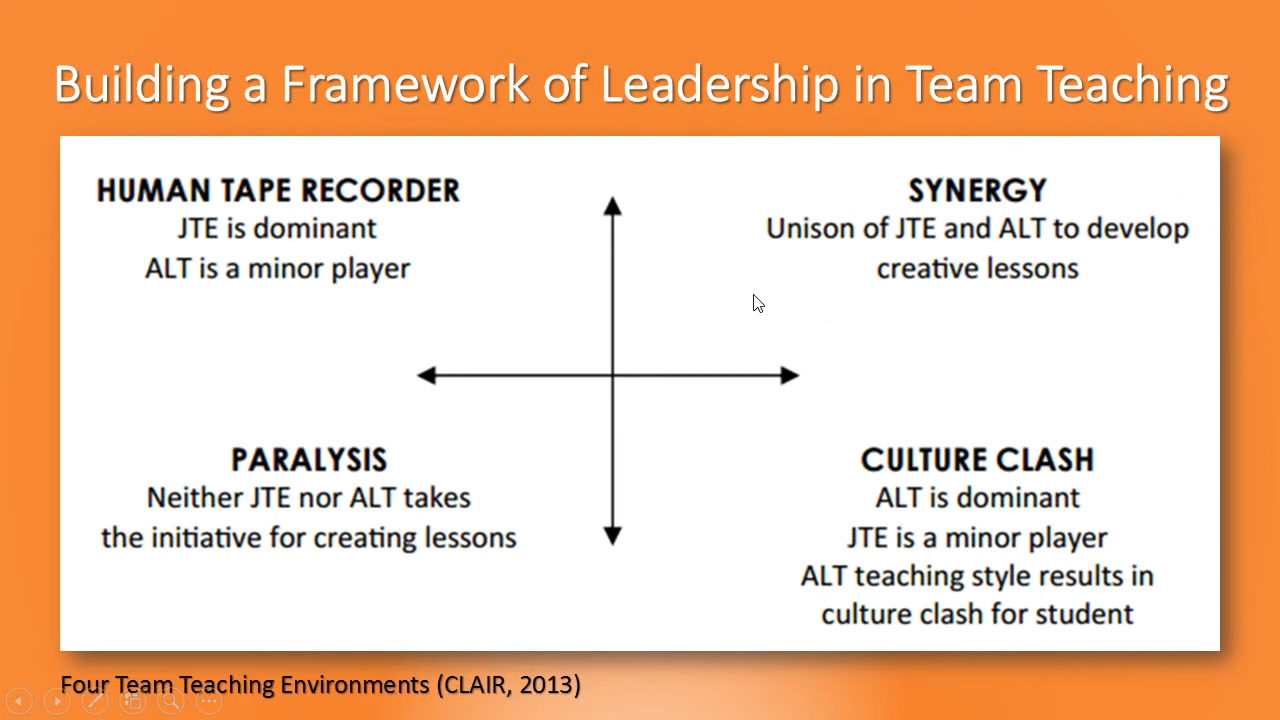 Building a Framework of Leadership in Team Teaching
HUMAN TAPE RECORDER
JTE is dominant
ALT is a minor player
SYNERGY
Unison of JTE and ALT to develop
creative lessons
PARALYSIS
Neither JTE nor ALT takes
the initiative for creating lessons
CULTURE CLASH
ALT is dominant
JTE is a minor player
ALT teaching style results in
culture clash for student
Four Team Teaching Environments (CLAIR, 2013)